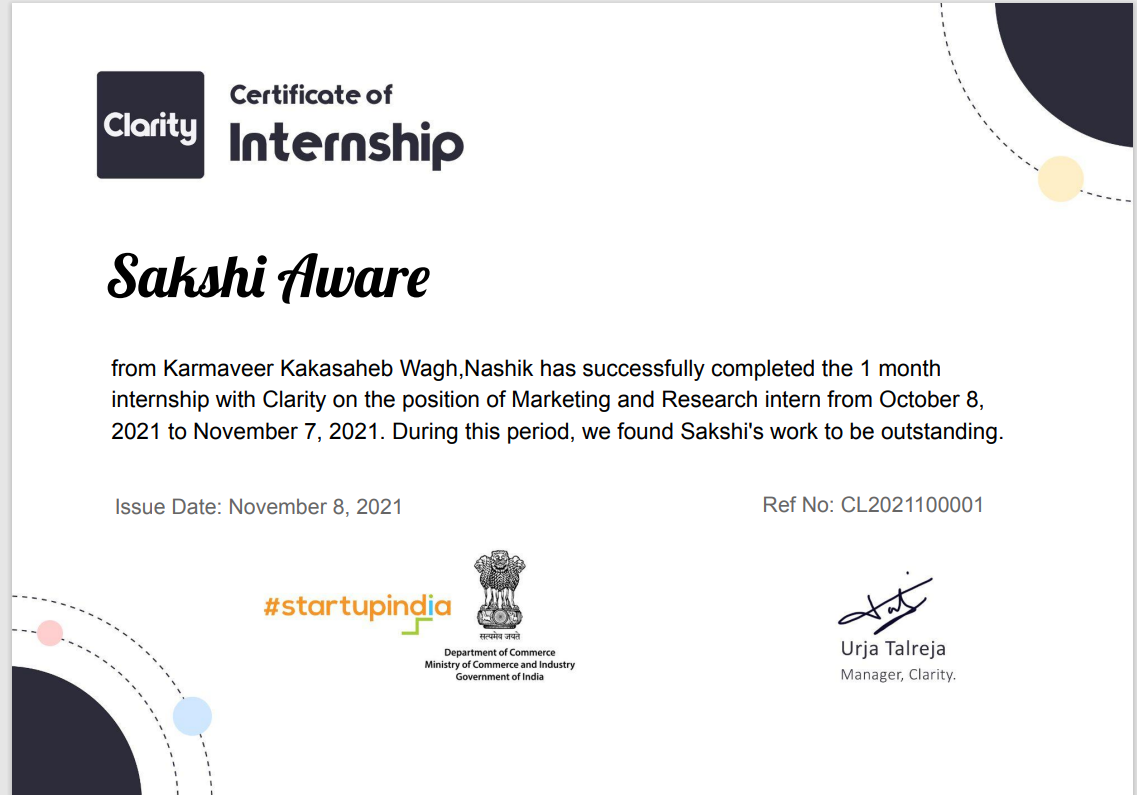 Clarity
Certificate of
Internship
Sakshi Aware
from Karmaveer Kakasaheb Wagh,Nashik has successfully completed the 1 month
internship with Clarity on the position of Marketing and Research intern from October 8,
2021 to November 7, 2021. During this period, we found Sakshi's work to be outstanding.
Issue Date: November 8, 2021
Ref No: CL2021100001
#startupindia
सत्यमेव जयते
Department of Commerce
Ministry of Commerce and Industry
Government of India
Urja Talreja
Manager, Clarity.